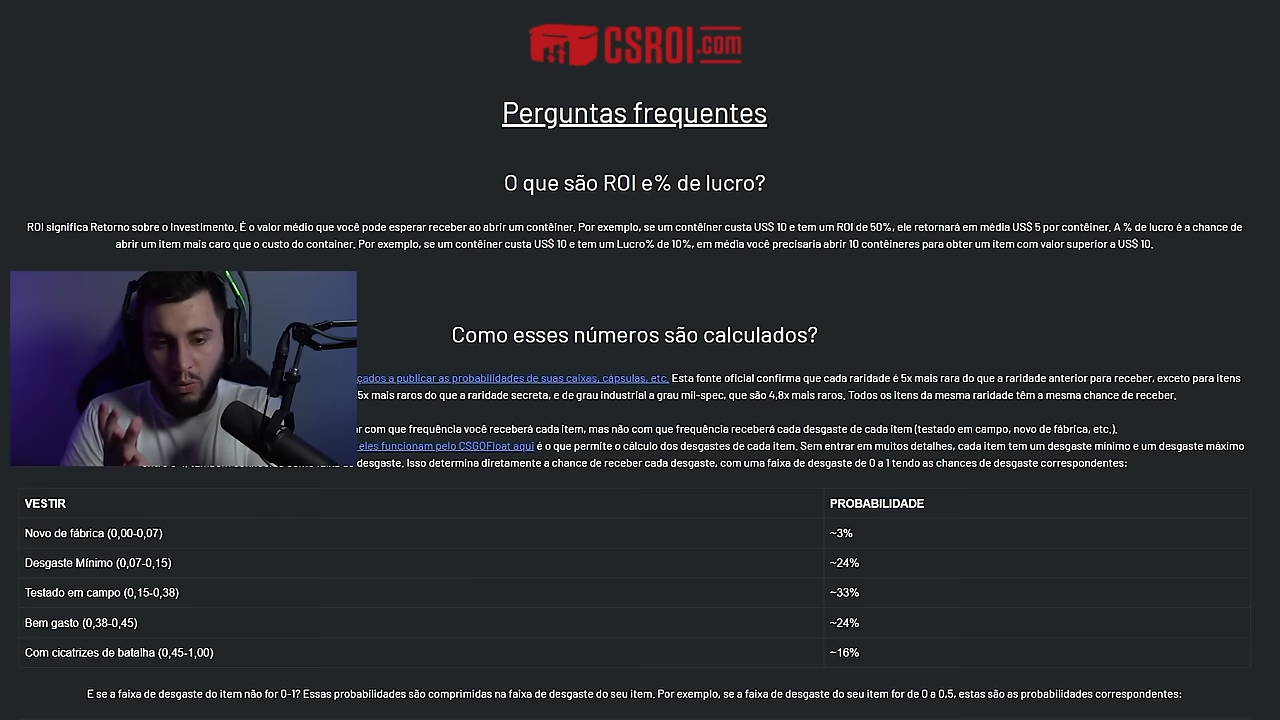 CSROI.com
Perguntas frequentes
O que são ROI e% de lucro?
ROI significa Retorno sobre o Investimento. É o valor médio que você pode esperar receber ao abrir um contêiner. Por exemplo, se um contêiner custa US$ 10 e tem um ROI de 50%, ele retornará em média US$ 5 por contêiner. A % de lucro é a chance de
abrir um item mais caro que o custo do container. Por exemplo, se um contêiner custa US$ 10 e tem um Lucro% de 10%, em média você precisaria abrir 10 contêineres para obter um item com valor superior a US$ 10.
Como esses números são calculados?
a publicar as probabilidades de suas caixas, cápsulas, etc. Esta fonte oficial confirma que cada raridade é 5x mais rara do que a raridade anterior para receber, exceto para itens
5x mais raros do que a raridade secreta, e de grau industrial a grau mil-spec, que são 4,8x mais raros. Todos os itens da mesma raridade têm a mesma chance de receber.
com que frequência você receberá cada item, mas não com que frequência receberá cada desgaste de cada item (testado em campo, novo de fábrica, etc.).
eles funcionam pelo CSGOFloat aqui é o que permite o cálculo dos desgastes de cada item. Sem entrar em muitos detalhes, cada item tem um desgaste mínimo e um desgaste máximo
desgaste. Isso determina diretamente a chance de receber cada desgaste, com uma faixa de desgaste de 0 a 1 tendo as chances de desgaste correspondentes:
VESTIR PROBABILIDADE
Novo de fábrica (0,00-0,07) ~3%
Desgaste Mínimo (0,07-0,15) ~24%
Testado em campo (0,15-0,38) ~33%
Bem gasto (0,38-0,45) ~24%
Com cicatrizes de batalha (0,45-1,00) ~16%
E se a faixa de desgaste do item não for 0-1? Essas probabilidades são comprimidas na faixa de desgaste do seu item. Por exemplo, se a faixa de desgaste do seu item for de 0 a 0,5, estas são as probabilidades correspondentes: